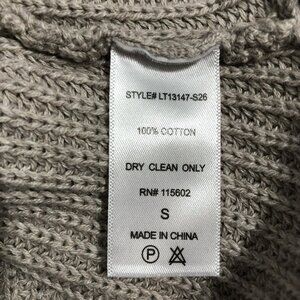 STYLE# LT13147-S26
100% COTTON
DRY CLEAN ONLY
RN# 115602
S
MADE IN CHINA
P